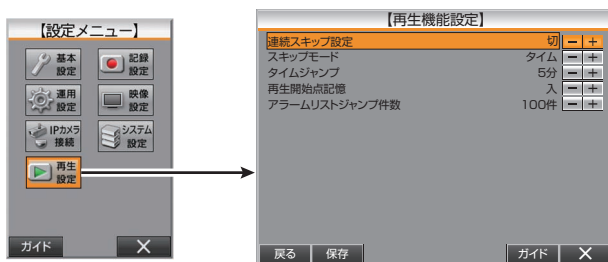 【設定メニュー】
基本
設定
記録
設定
運用
設定
映像
設定
IPカメラ
接続
システム
設定
再生
設定
ガイド
【再生機能設定】
連続スキップ設定 切 － ＋
スキップモード タイム － ＋
タイムジャンプ 5分 － ＋
再生開始点記憶 入 － ＋
アラームリストジャンプ件数 100件 － ＋
戻る 保存 ガイド